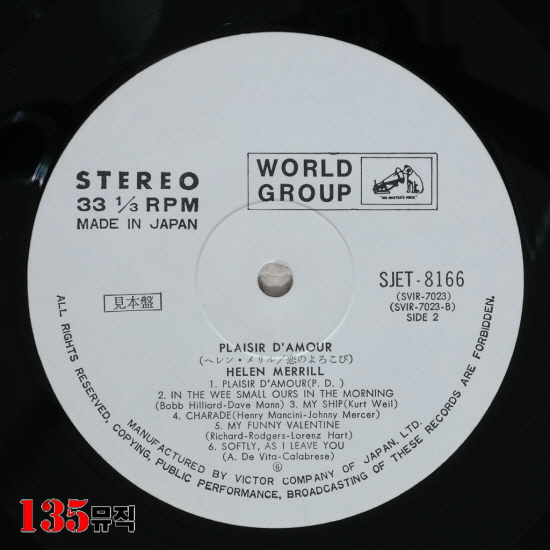 WORLD
GROUP
"HIS MASTER'S VOICE"
STEREO
33 1/3 RPM
MADE IN JAPAN
SJET-8166
(SVIR-7023)
(SVIR-7023-B)
SIDE 2
見本盤
PLAISIR D'AMOUR
(ヘレン・メリル/恋のよろこび)
HELEN MERRILL
1. PLAISIR D'AMOUR(P. D. )
2. IN THE WEE SMALL OURS IN THE MORNING
(Bobb Hilliard-Dave Mann) 3. MY SHIP(Kurt Weil)
4. CHARADE(Henry Mancini-Johnny Mercer)
5. MY FUNNY VALENTINE
(Richard-Rodgers-Lorenz Hart)
6. SOFTLY, AS I LEAVE YOU
(A. De Vita-Calabrese)
6
MANUFACTURED BY VICTOR COMPANY OF JAPAN, LTD.
ALL RIGHTS RESERVED, COPYING, PUBLIC PERFORMANCE, BROADCASTING OF THESE RECORDS ARE FORBIDDEN.
135뮤직